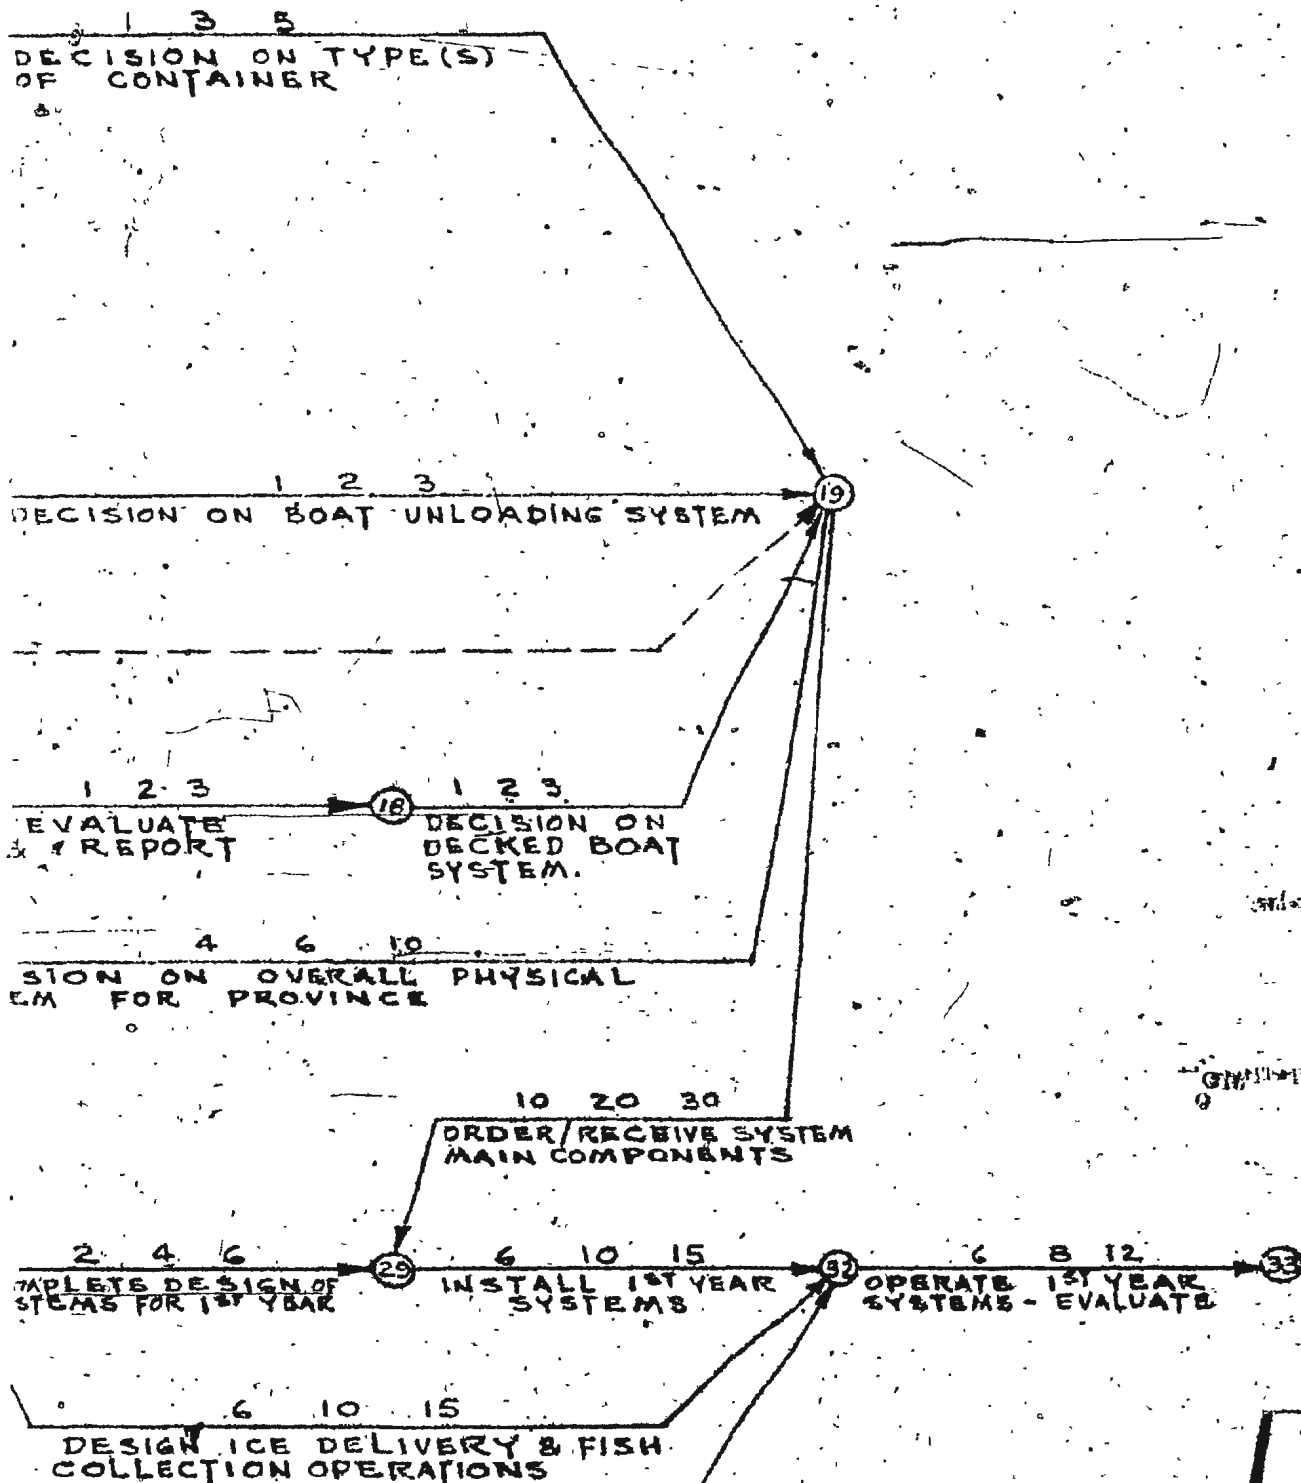 1 3 5
DECISION ON TYPE(S)
OF CONTAINER
1 2 3
19
DECISION ON BOAT UNLOADING SYSTEM
1 2 3
18
1 2 3
EVALUATE
& REPORT
DECISION ON
DECKED BOAT
SYSTEM.
4 6 10
SION ON OVERALL PHYSICAL
EM FOR PROVINCE
10 20 30
ORDER/RECEIVE SYSTEM
MAIN COMPONENTS
2 4 6
29
6 10 15
32
6 8 12
33
MPLETE DESIGN OF
STEMS FOR 1ST YEAR
INSTALL 1ST YEAR
SYSTEMS
OPERATE 1ST YEAR
SYSTEMS - EVALUATE
6 10 15
DESIGN ICE DELIVERY & FISH
COLLECTION OPERATIONS